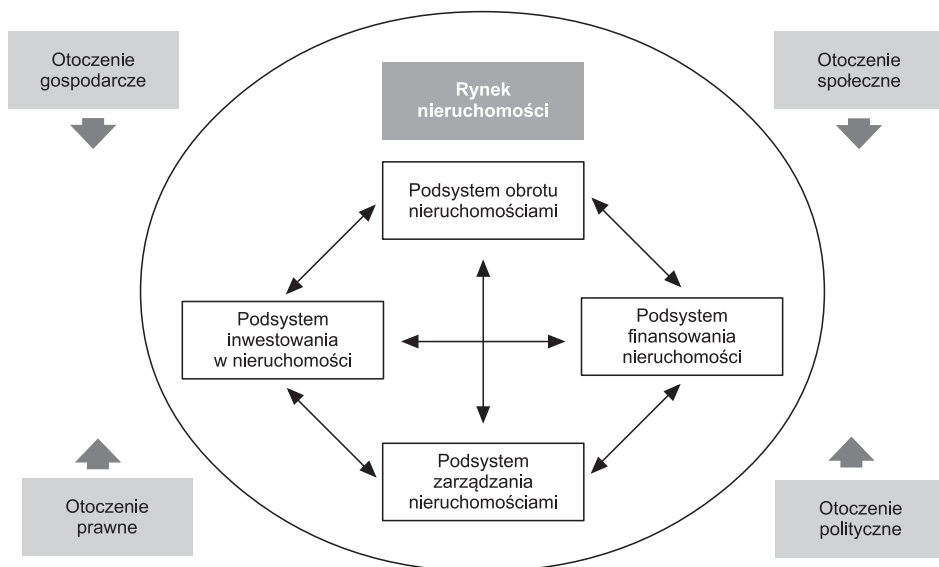 Otoczenie
gospodarcze
Otoczenie
społeczne
Rynek
nieruchomości
Podsystem obrotu
nieruchomościami
Podsystem
inwestowania
w nieruchomości
Podsystem
finansowania
nieruchomości
Podsystem
zarządzania
nieruchomościami
Otoczenie
prawne
Otoczenie
polityczne